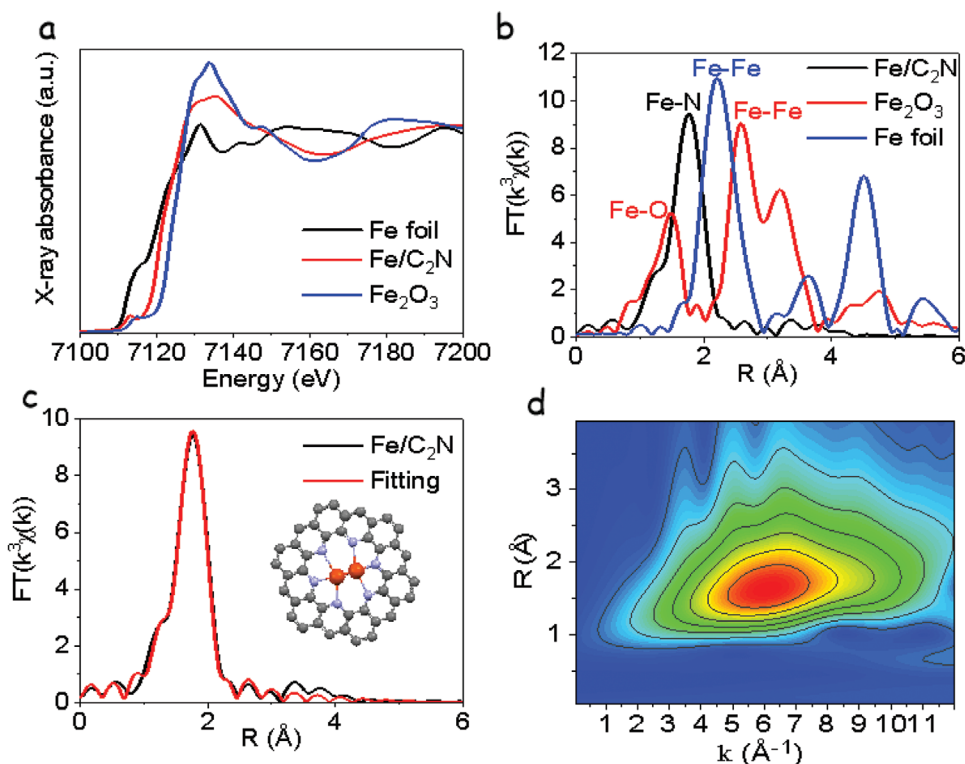 a
X-ray absorbance (a.u.)
Fe foil
Fe/C₂N
Fe₂O₃
7100 7120 7140 7160 7180 7200
Energy (eV)
b
12
10
8
6
4
2
0
FT(k³χ(k))
Fe-Fe
Fe-N
Fe-Fe
Fe-O
Fe/C₂N
Fe₂O₃
Fe foil
0 2 4 6
R (Å)
c
10
8
6
4
2
0
FT(k³χ(k))
Fe/C₂N
Fitting
0 2 4 6
R (Å)
d
3
2
1
R (Å)
1 2 3 4 5 6 7 8 9 10 11
k (Å⁻¹)